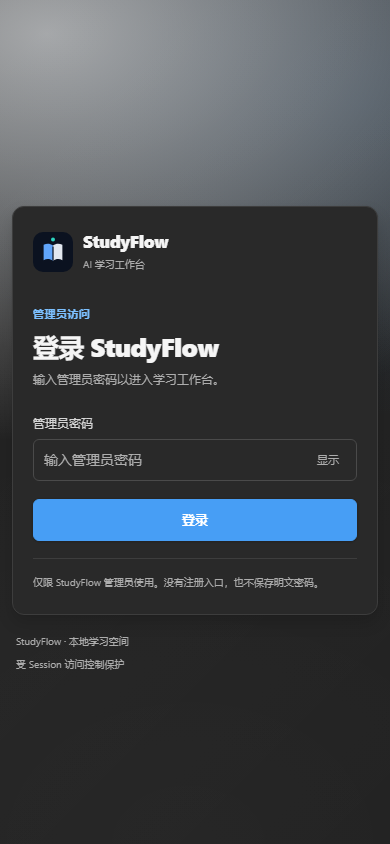 StudyFlow
AI 学习工作台
管理员访问
登录 StudyFlow
输入管理员密码以进入学习工作台。
管理员密码
输入管理员密码
显示
登录
仅限 StudyFlow 管理员使用。没有注册入口，也不保存明文密码。
StudyFlow · 本地学习空间
受 Session 访问控制保护